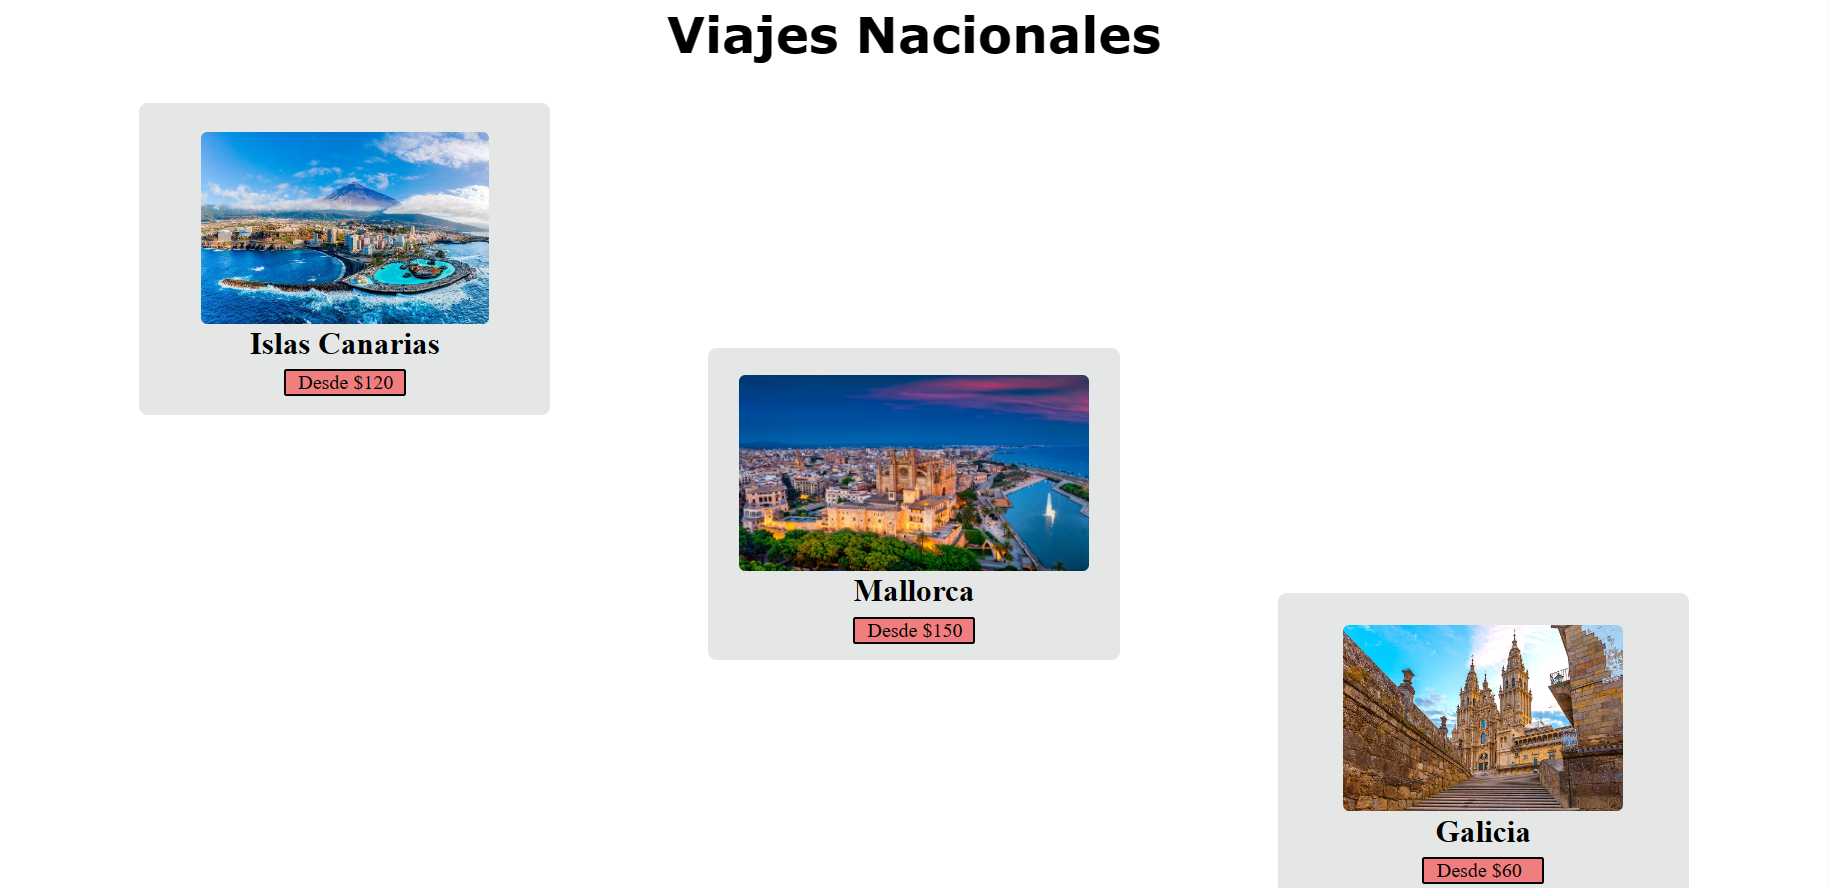 Viajes Nacionales
Islas Canarias
Desde $120
Mallorca
Desde $150
Galicia
Desde $60